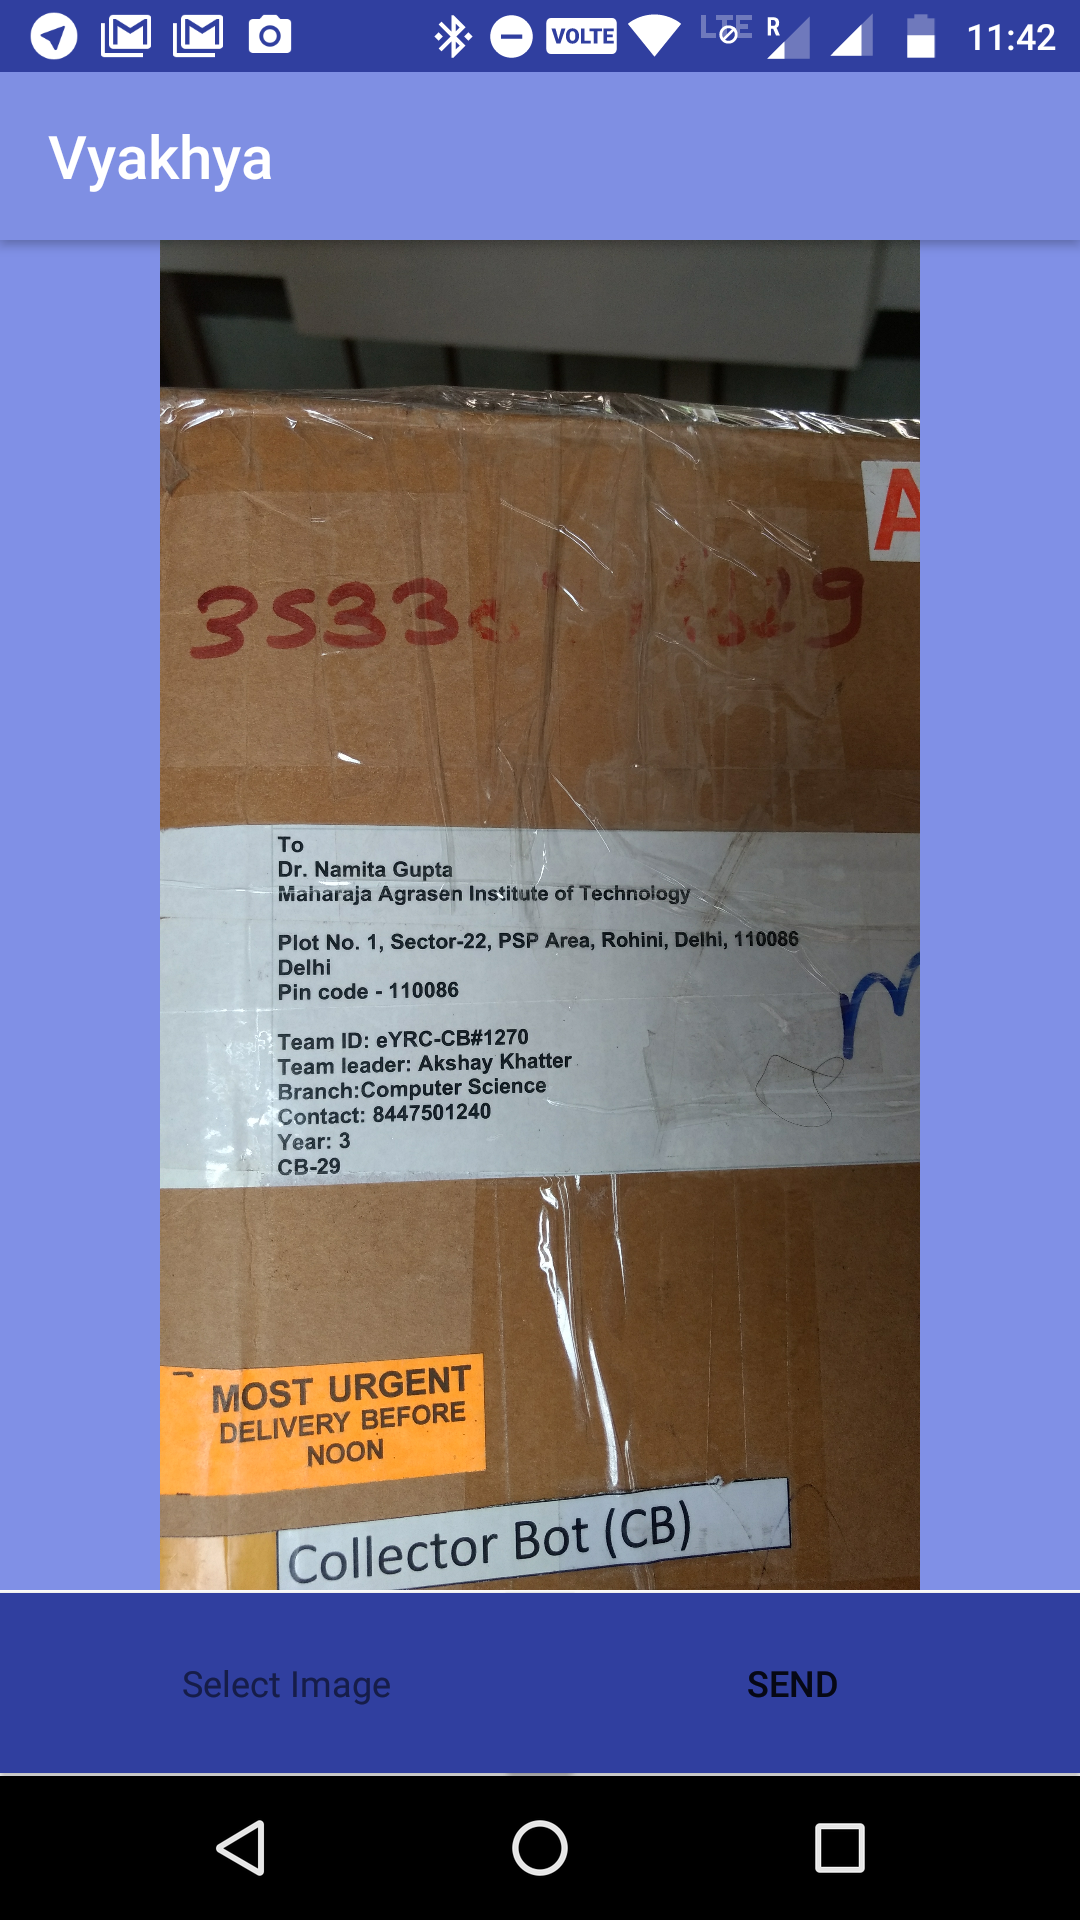 VOLTE
LTE
R
11:42
Vyakhya
A
To
Dr. Namita Gupta
Maharaja Agrasen Institute of Technology
Plot No. 1, Sector-22, PSP Area, Rohini, Delhi, 110086
Delhi
Pin code - 110086
Team ID: eYRC-CB#1270
Team leader: Akshay Khatter
Branch:Computer Science
Contact: 8447501240
Year: 3
CB-29
MOST URGENT
DELIVERY BEFORE
NOON
Collector Bot (CB)
Select Image
SEND